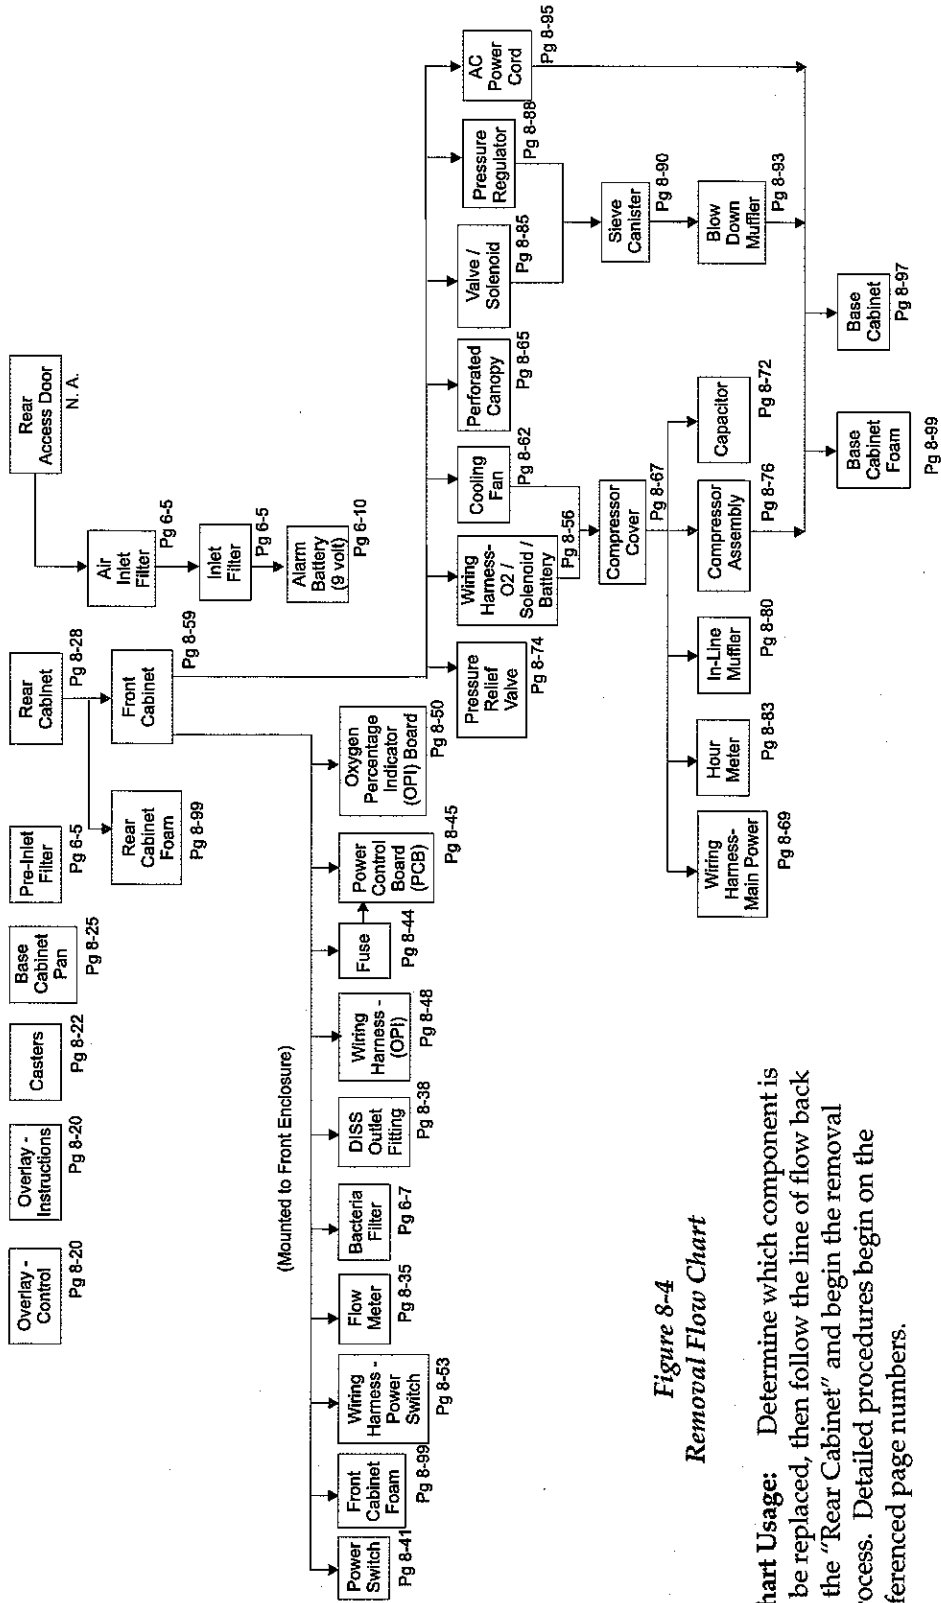 Overlay -
Control
Pg 8-20
Overlay -
Instructions
Pg 8-20
Casters
Pg 8-22
Base
Cabinet
Pan
Pg 8-25
Pre-Inlet
Filter
Pg 6-5
Rear
Cabinet
Pg 8-28
Rear
Access Door
N. A.
Rear
Cabinet
Foam
Pg 8-99
Front
Cabinet
Pg 8-59
Air
Inlet
Filter
Pg 6-5
Inlet
Filter
Pg 6-5
Alarm
Battery
(9 volt)
Pg 6-10
(Mounted to Front Enclosure)
Power
Switch
Pg 8-41
Front
Cabinet
Foam
Pg 8-99
Wiring
Harness -
Power
Switch
Pg 8-53
Flow
Meter
Pg 8-35
Bacteria
Filter
Pg 6-7
DISS
Outlet
Fitting
Pg 8-38
Wiring
Harness -
(OPI)
Pg 8-48
Fuse
Pg 8-44
Power
Control
Board
(PCB)
Pg 8-45
Oxygen
Percentage
Indicator
(OPI) Board
Pg 8-50
Pressure
Relief
Valve
Pg 8-74
Wiring
Harness-
O2 /
Solenoid /
Battery
Pg 8-56
Cooling
Fan
Pg 8-62
Perforated
Canopy
Pg 8-65
Valve /
Solenoid
Pg 8-85
Pressure
Regulator
Pg 8-88
AC
Power
Cord
Pg 8-95
Compressor
Cover
Pg 8-67
Sieve
Canister
Pg 8-90
Wiring
Harness-
Main Power
Pg 8-69
Hour
Meter
Pg 8-83
In-Line
Muffler
Pg 8-80
Compressor
Assembly
Pg 8-76
Capacitor
Pg 8-72
Blow
Down
Muffler
Pg 8-93
Base
Cabinet
Foam
Pg 8-99
Base
Cabinet
Pg 8-97
Figure 8-4
Removal Flow Chart
hart Usage: Determine which component is
be replaced, then follow the line of flow back
the "Rear Cabinet" and begin the removal
rocess. Detailed procedures begin on the
ferenced page numbers.